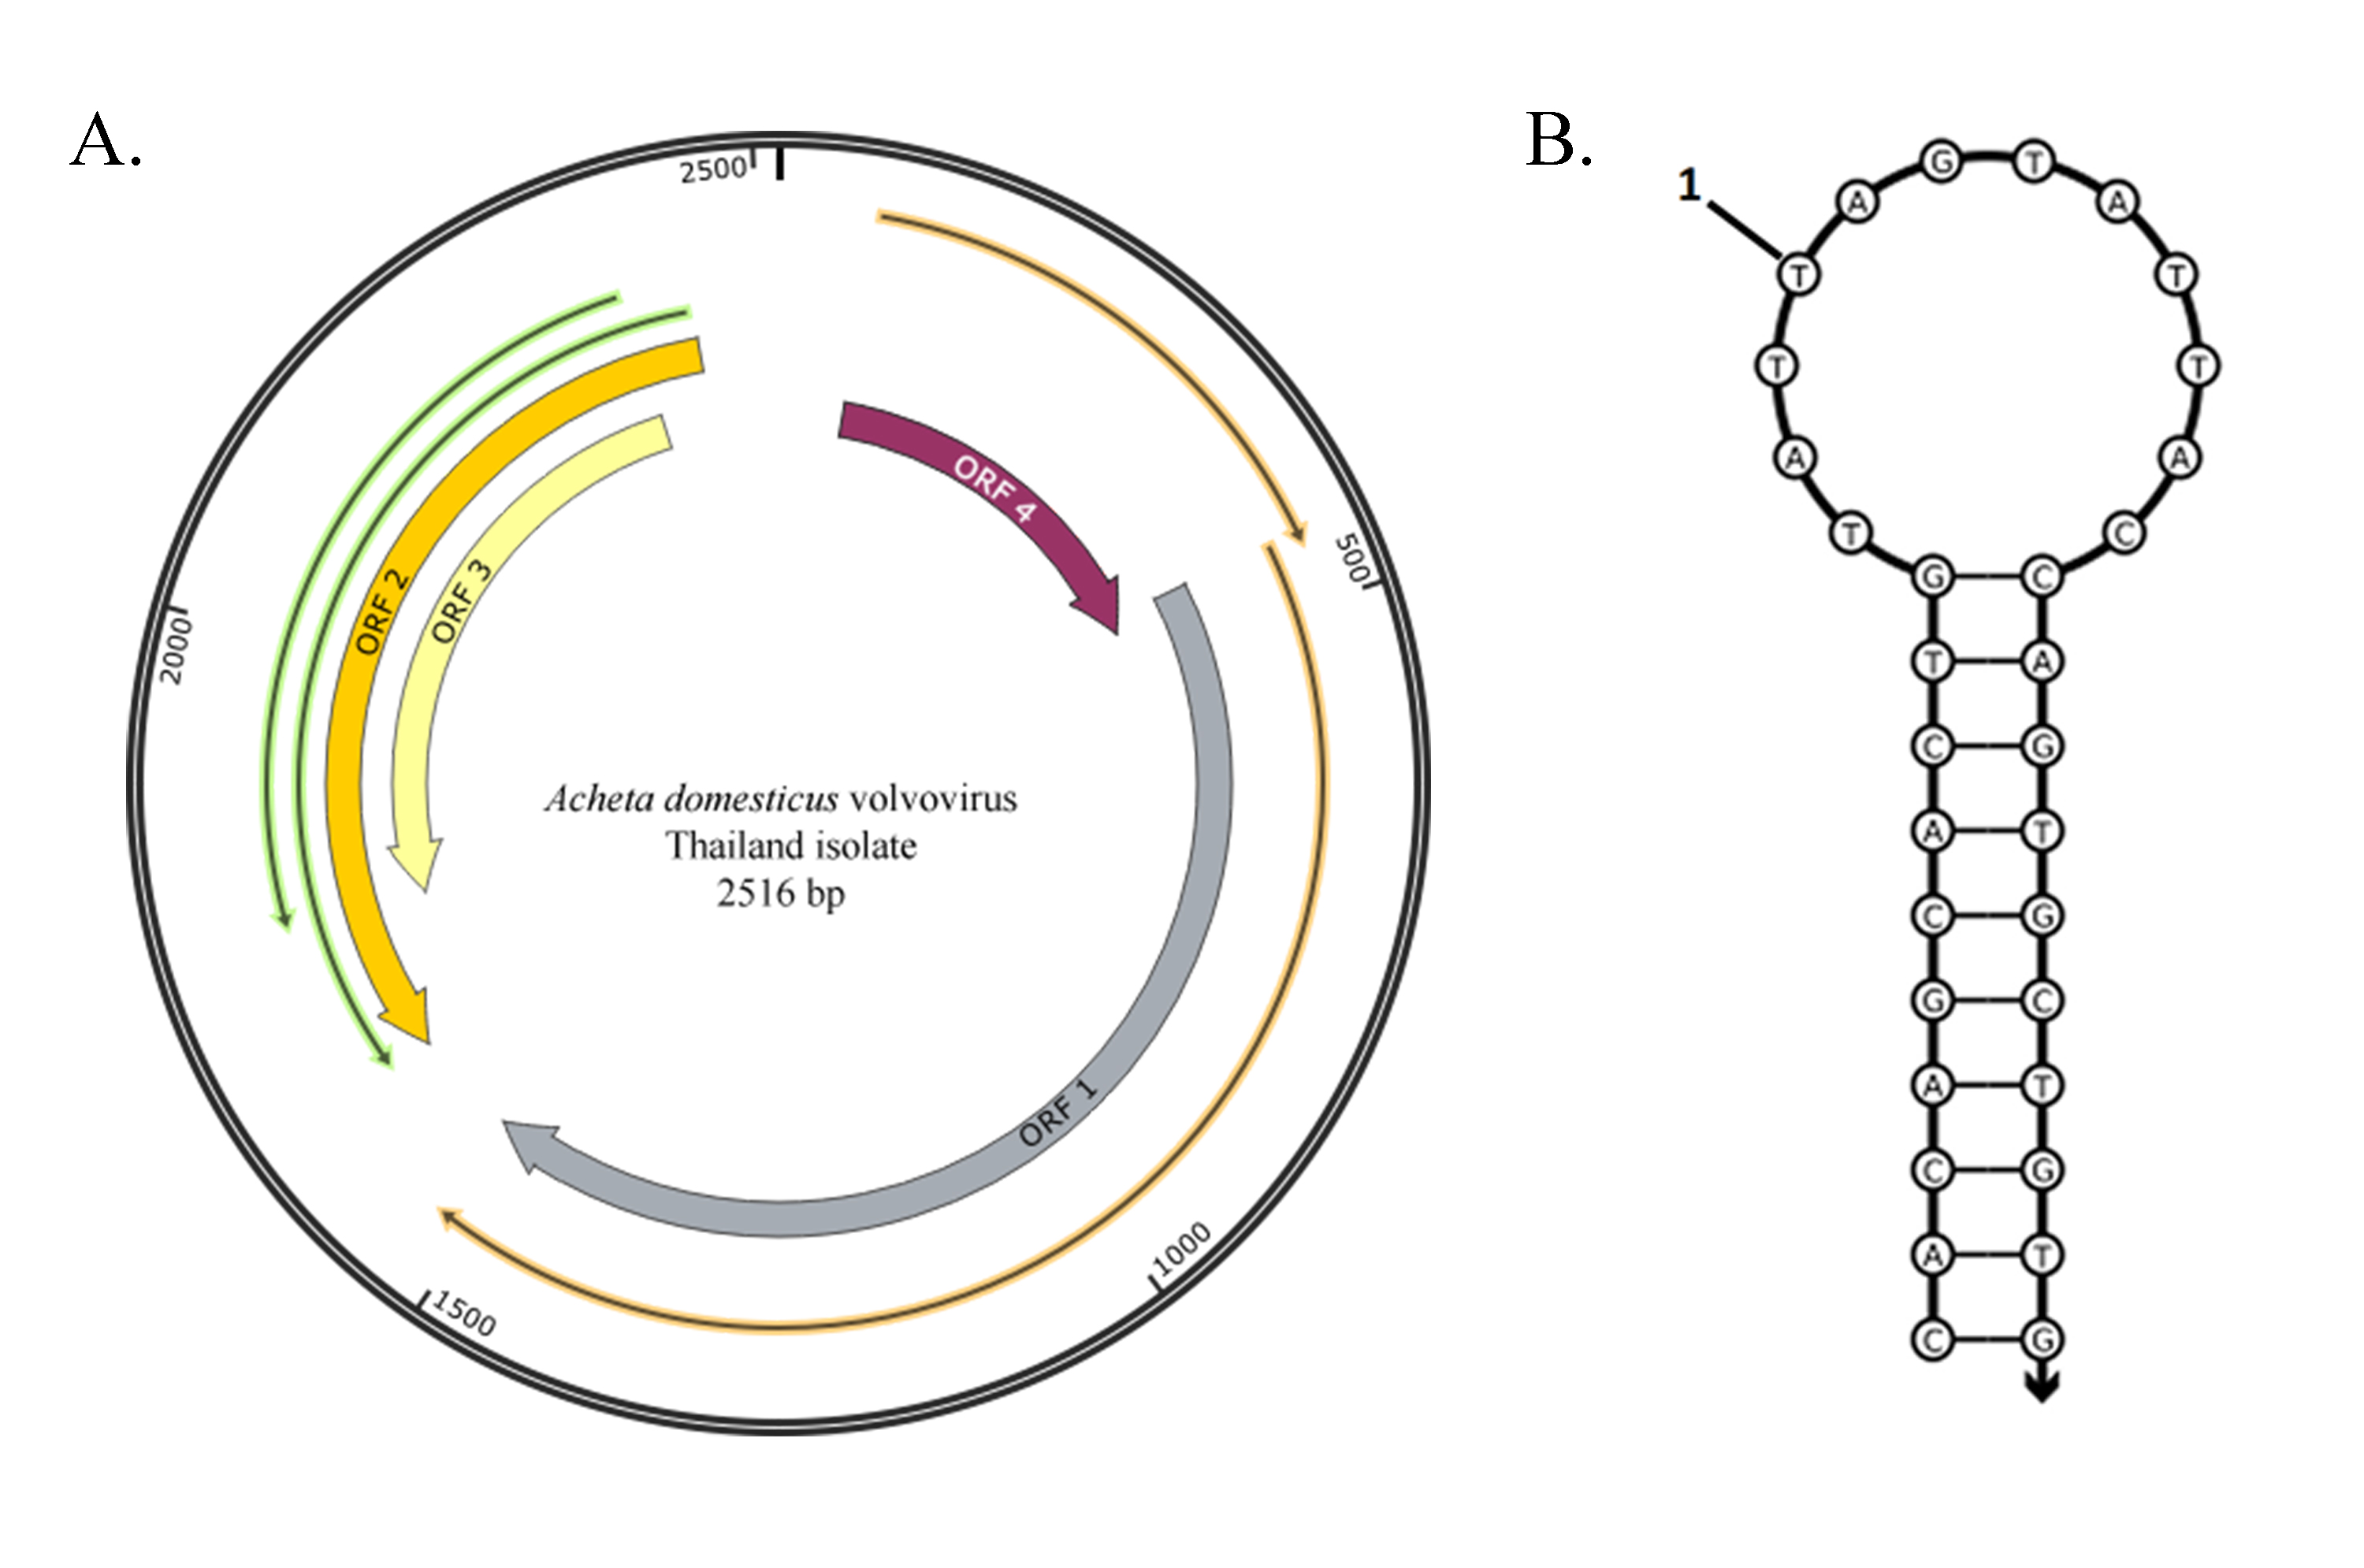 A.
2500
500
1000
1500
2000
ORF 4
ORF 1
ORF 2
ORF 3
Acheta domesticus volvovirus
Thailand isolate
2516 bp
B.
1
G T
A A
T T
T T
A A
T C
G C
T A
C G
A T
C G
G C
A T
C G
A T
C G